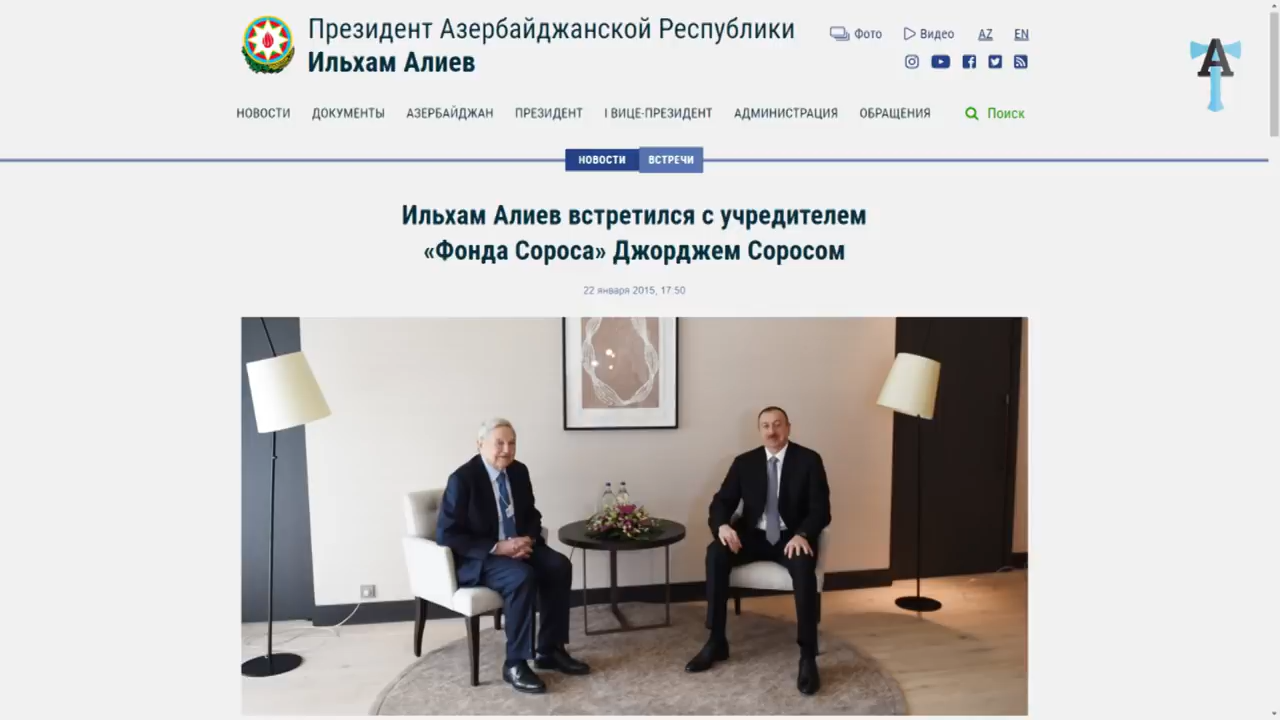 Президент Азербайджанской Республики
Ильхам Алиев
Фото
Видео
AZ
EN
НОВОСТИ
ДОКУМЕНТЫ
АЗЕРБАЙДЖАН
ПРЕЗИДЕНТ
I ВИЦЕ-ПРЕЗИДЕНТ
АДМИНИСТРАЦИЯ
ОБРАЩЕНИЯ
Поиск
НОВОСТИ
ВСТРЕЧИ
Ильхам Алиев встретился с учредителем
«Фонда Сороса» Джорджем Соросом
22 января 2015, 17:50